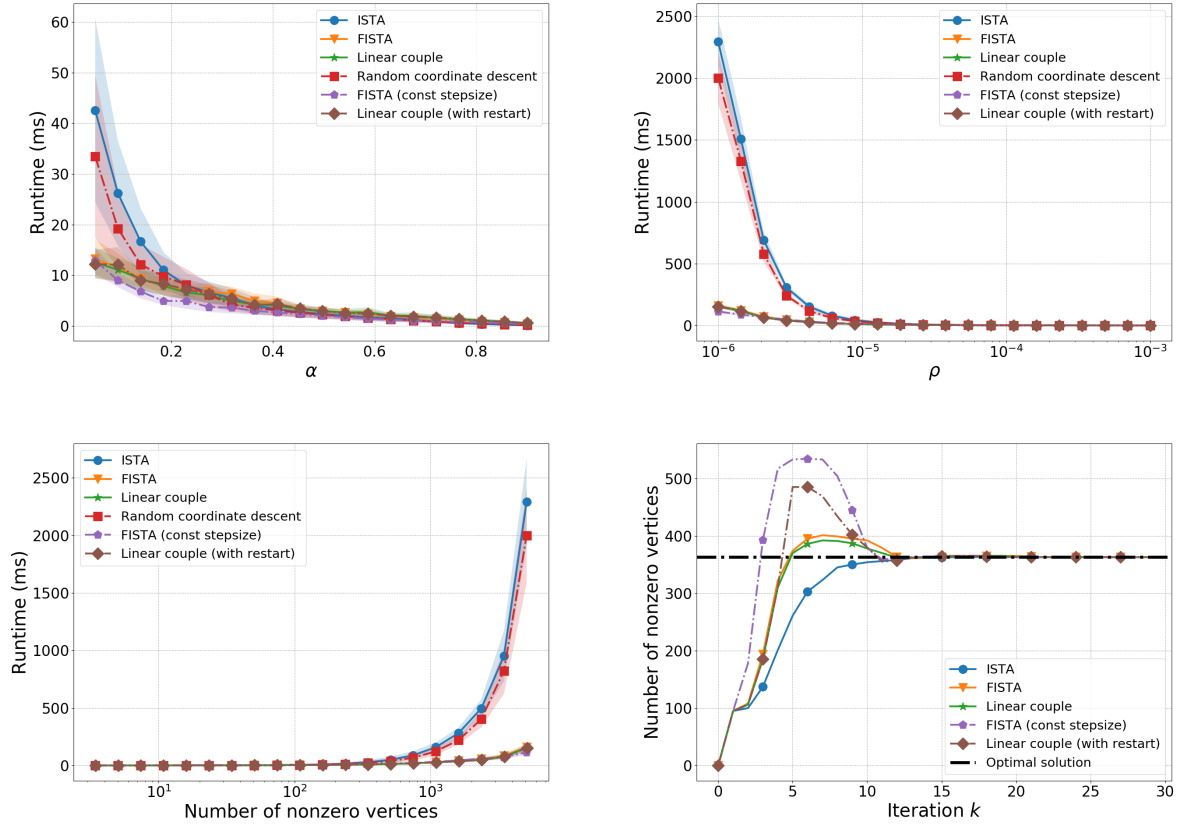 60
50
40
30
20
10
0
Runtime (ms)
ISTA
FISTA
Linear couple
Random coordinate descent
FISTA (const stepsize)
Linear couple (with restart)
0.2 0.4 0.6 0.8
α
2500
2000
1500
1000
500
0
Runtime (ms)
ISTA
FISTA
Linear couple
Random coordinate descent
FISTA (const stepsize)
Linear couple (with restart)
10⁻⁶ 10⁻⁵ 10⁻⁴ 10⁻³
ρ
2500
2000
1500
1000
500
0
Runtime (ms)
ISTA
FISTA
Linear couple
Random coordinate descent
FISTA (const stepsize)
Linear couple (with restart)
10¹ 10² 10³
Number of nonzero vertices
500
400
300
200
100
0
Number of nonzero vertices
ISTA
FISTA
Linear couple
FISTA (const stepsize)
Linear couple (with restart)
Optimal solution
0 5 10 15 20 25 30
Iteration k